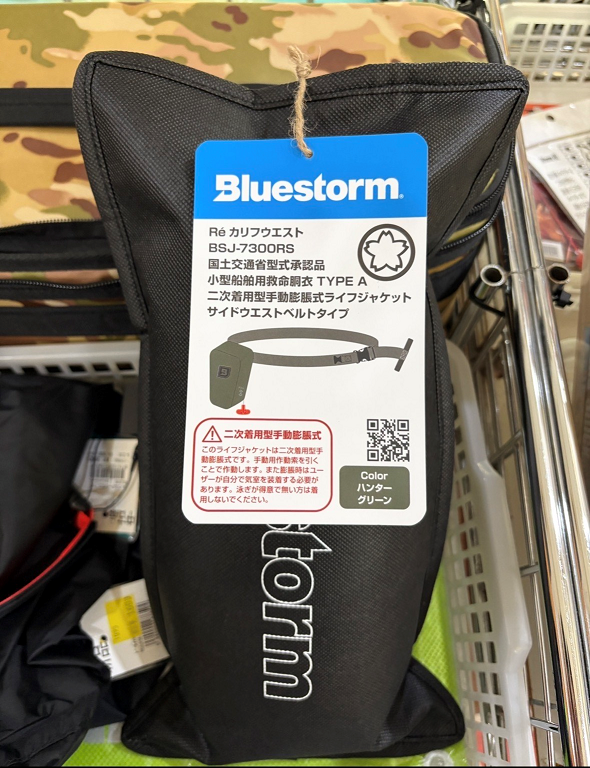 Bluestorm®
Ré カリフウエスト
BSJ-7300RS
国土交通省型式承認品
小型船舶用救命胴衣 TYPE A
二次着用型手動膨脹式ライフジャケット
サイドウエストベルトタイプ
二次着用型手動膨脹式
このライフジャケットは二次着用型手
動膨脹式です。手動用作動索を引く
ことで作動します。また膨脹時はユー
ザーが自分で気室を装着する必要が
あります。泳ぎが得意で無い方は着
用しないでください。
Color
ハンター
グリーン
storm